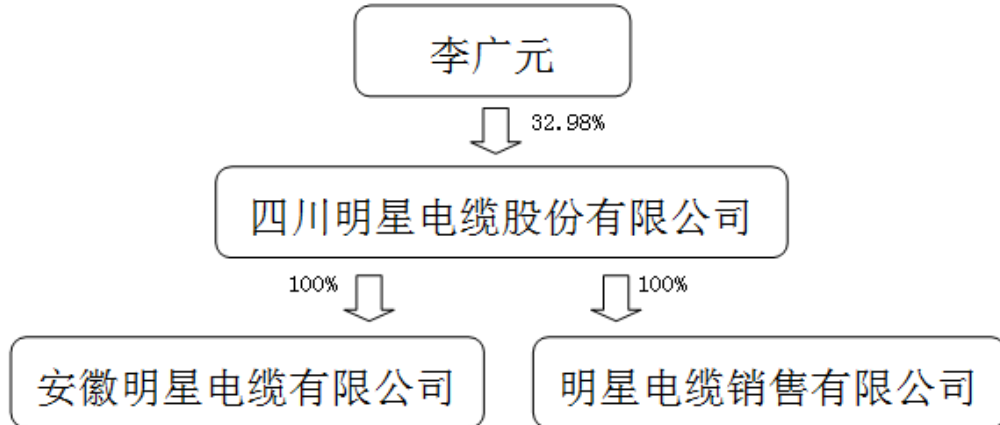 李广元
32.98%
四川明星电缆股份有限公司
100%
100%
安徽明星电缆有限公司
明星电缆销售有限公司